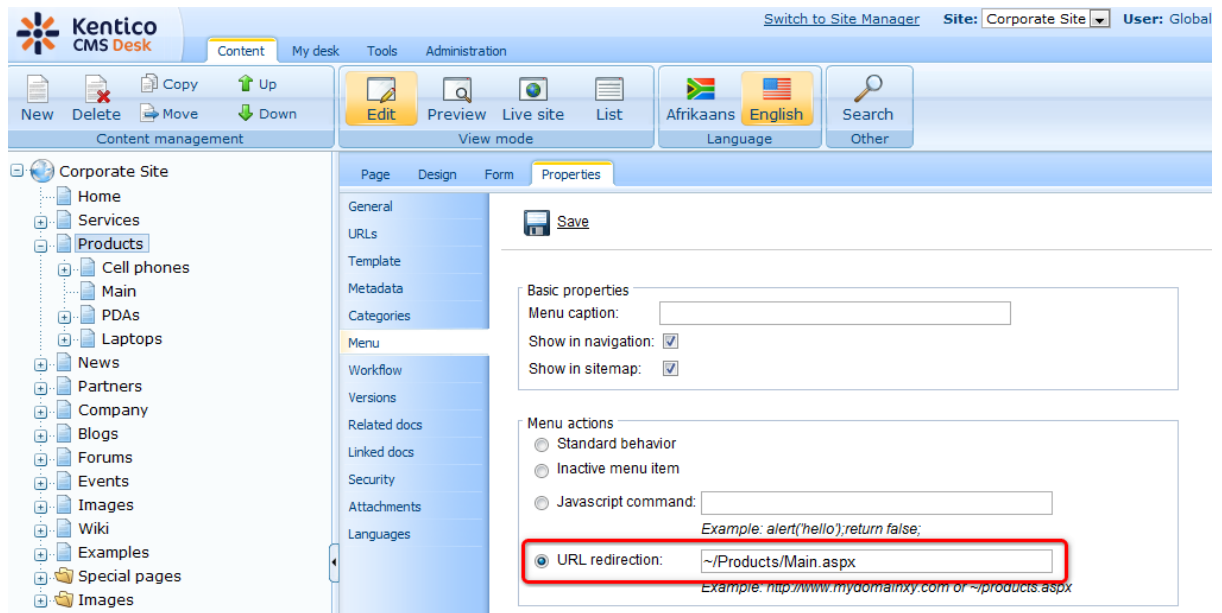 Kentico
CMS Desk
Switch to Site Manager Site: Corporate Site User: Global
Content My desk Tools Administration
New Delete Copy Move Up Down
Content management
Edit Preview Live site List
View mode
Afrikaans English
Language
Search
Other
Corporate Site
Home
Services
Products
Cell phones
Main
PDAs
Laptops
News
Partners
Company
Blogs
Forums
Events
Images
Wiki
Examples
Special pages
Images
Page Design Form Properties
General
URLs
Template
Metadata
Categories
Menu
Workflow
Versions
Related docs
Linked docs
Security
Attachments
Languages
Save
Basic properties
Menu caption:
Show in navigation:
Show in sitemap:
Menu actions
Standard behavior
Inactive menu item
Javascript command:
Example: alert('hello');return false;
URL redirection: ~/Products/Main.aspx
Example: http://www.mydomainxy.com or ~/products.aspx